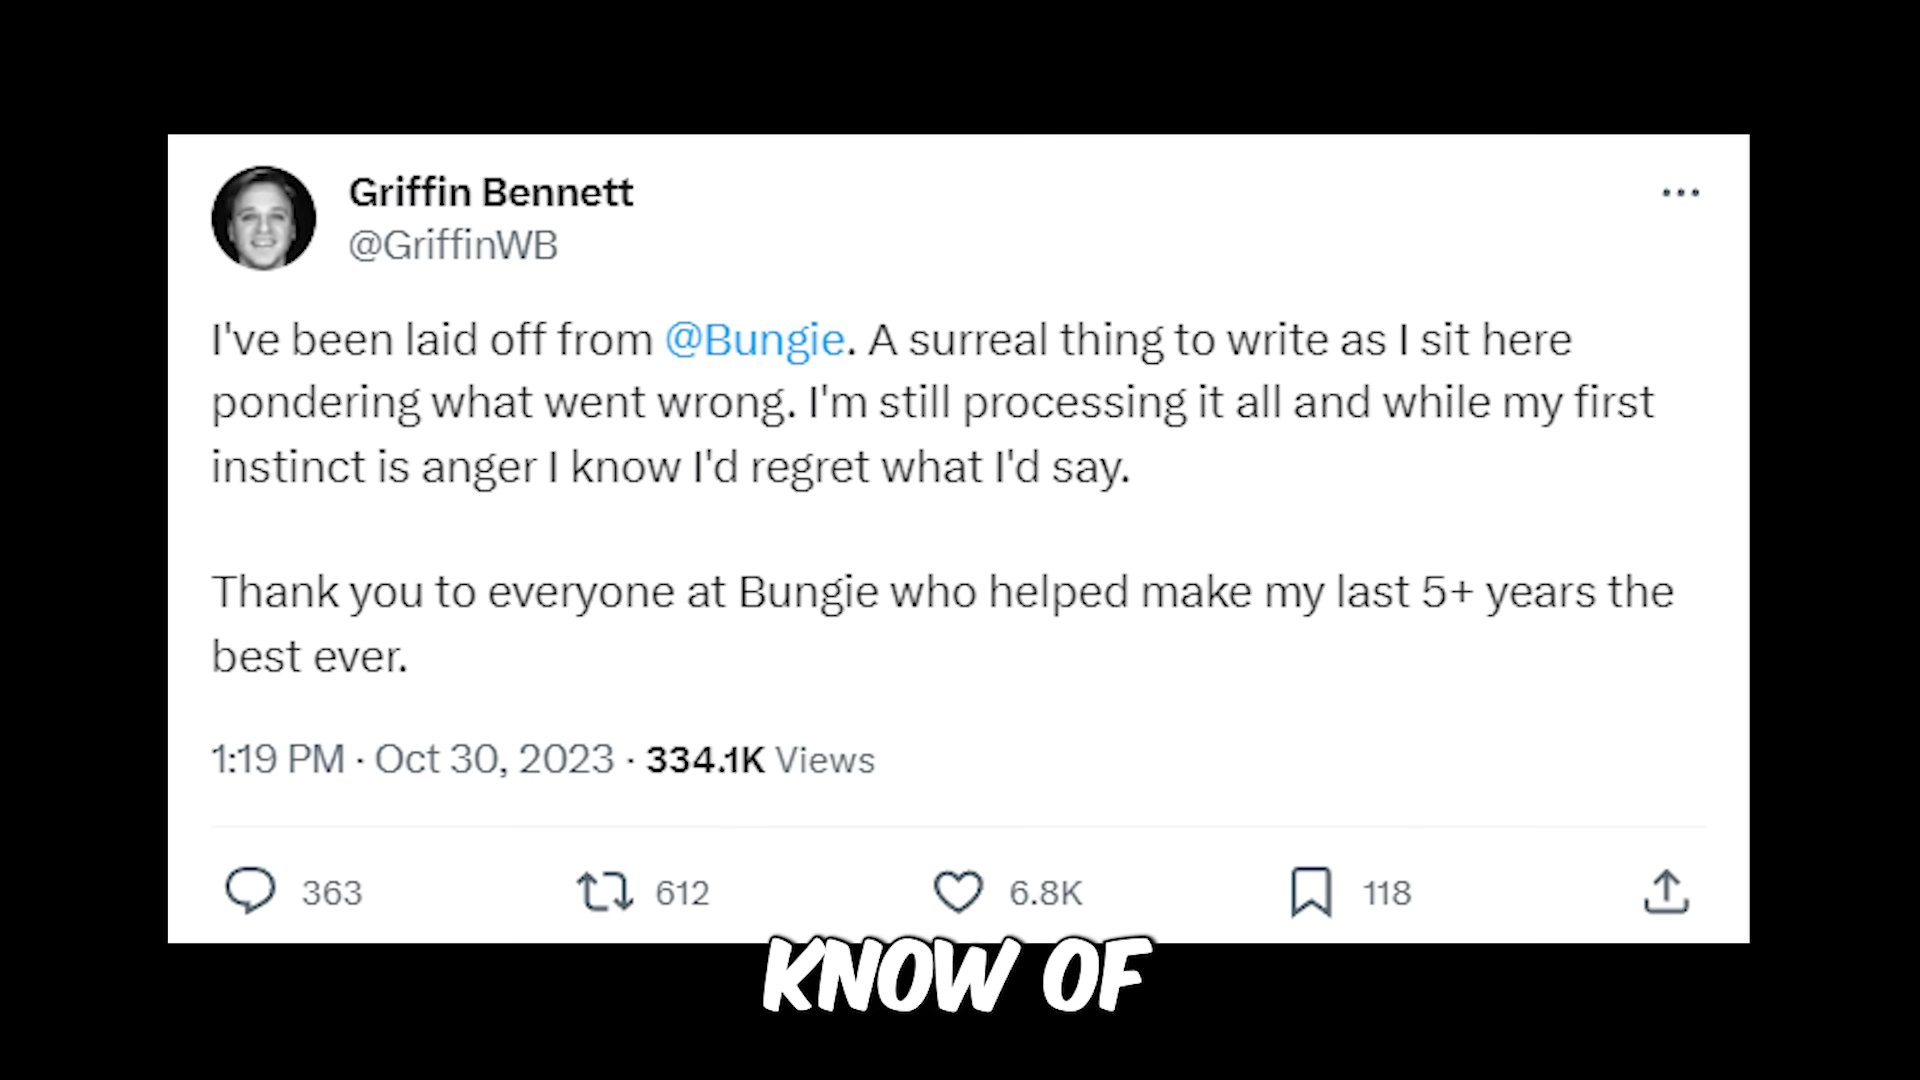 Griffin Bennett
@GriffinWB
I've been laid off from @Bungie. A surreal thing to write as I sit here
pondering what went wrong. I'm still processing it all and while my first
instinct is anger I know I'd regret what I'd say.
Thank you to everyone at Bungie who helped make my last 5+ years the
best ever.
1:19 PM · Oct 30, 2023 · 334.1K Views
363 612 6.8K 118
KNOW OF